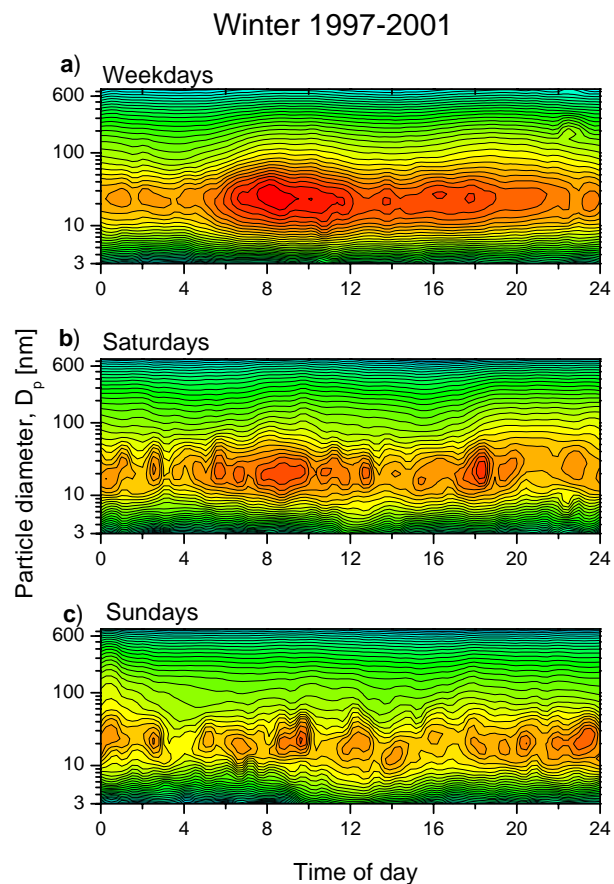 Winter 1997-2001
a) Weekdays
600
100
10
3
0 4 8 12 16 20 24
b) Saturdays
600
100
10
3
0 4 8 12 16 20 24
c) Sundays
600
100
10
3
0 4 8 12 16 20 24
Particle diameter, Dp [nm]
Time of day